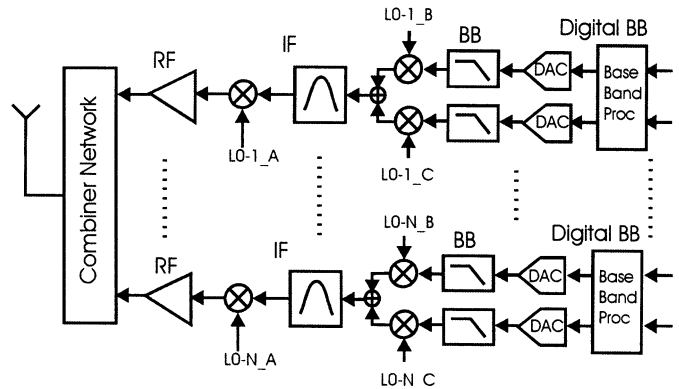 LO-1_B
Digital BB
RF
IF
BB
DAC
Base
Band
Proc
DAC
LO-1_A
LO-1_C
Combiner Network
LO-N_B
Digital BB
RF
IF
BB
DAC
Base
Band
Proc
DAC
LO-N_A
LO-N_C